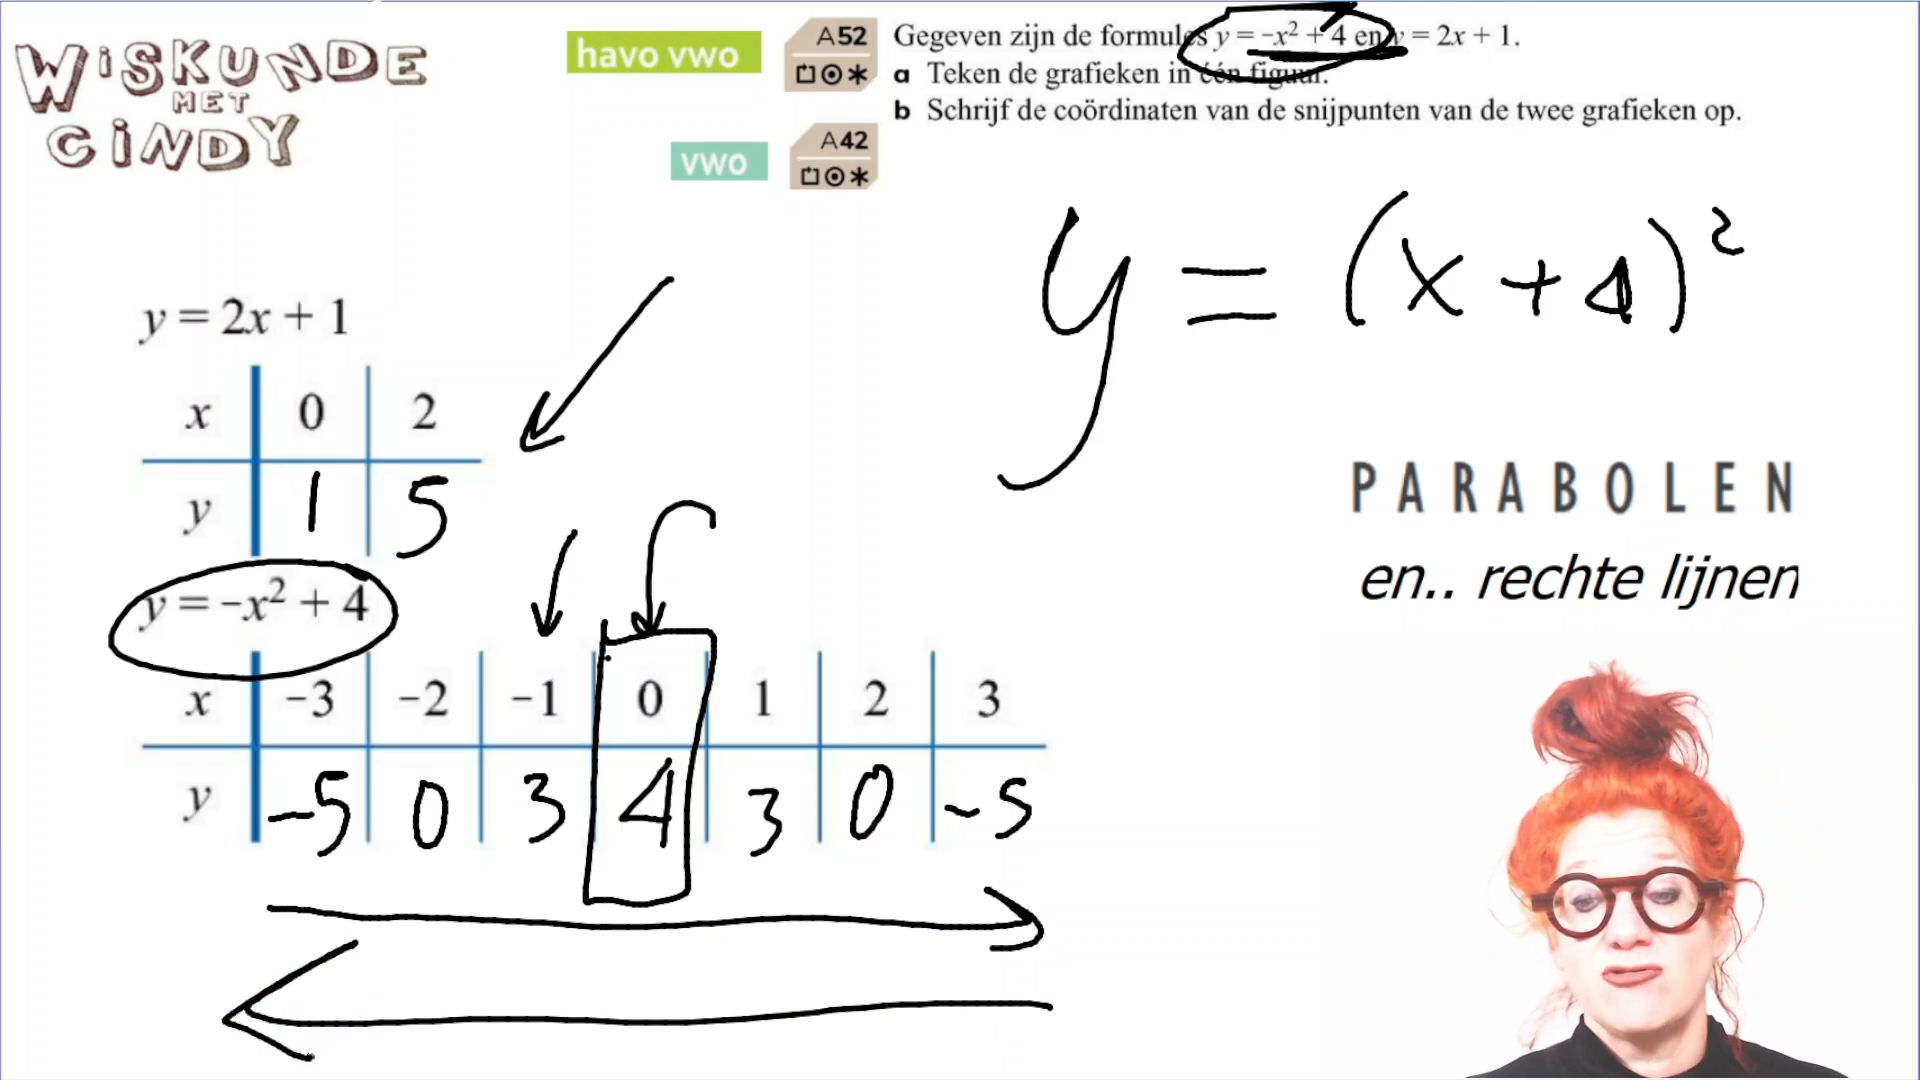 WiSKUNDE
MET
CiNDY
havo vwo
A52
Gegeven zijn de formules y = -x² + 4 en y = 2x + 1.
a Teken de grafieken in één figuur.
b Schrijf de coördinaten van de snijpunten van de twee grafieken op.
vwo
A42
y = (x + 4)²
y = 2x + 1
x 0 2
y 1 5
PARABOLEN
en.. rechte lijnen
y = -x² + 4
x -3 -2 -1 0 1 2 3
y -5 0 3 4 3 0 -5